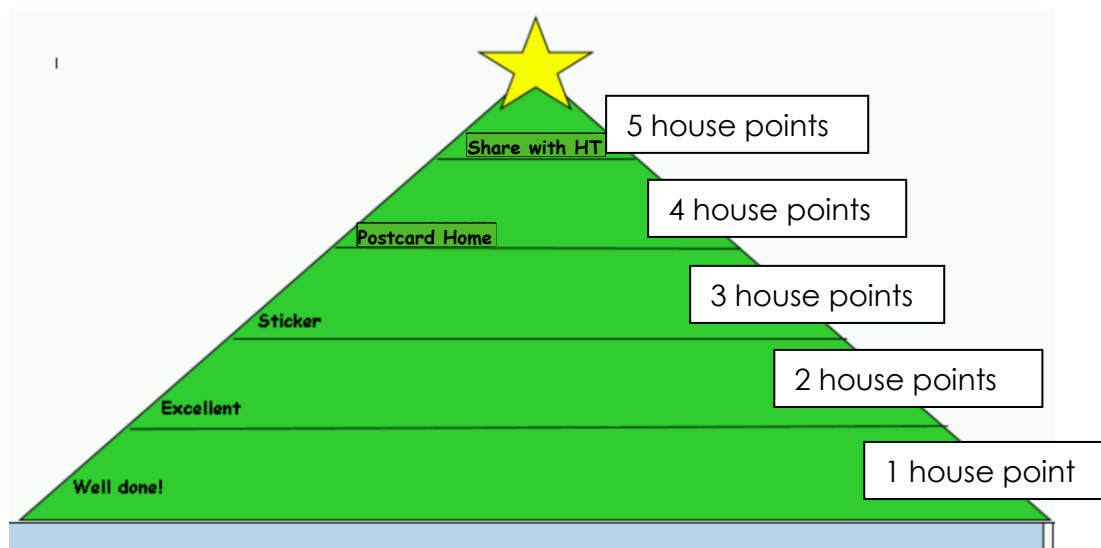 5 house points
Share with HT
4 house points
Postcard Home
3 house points
Sticker
2 house points
Excellent
1 house point
Well done!